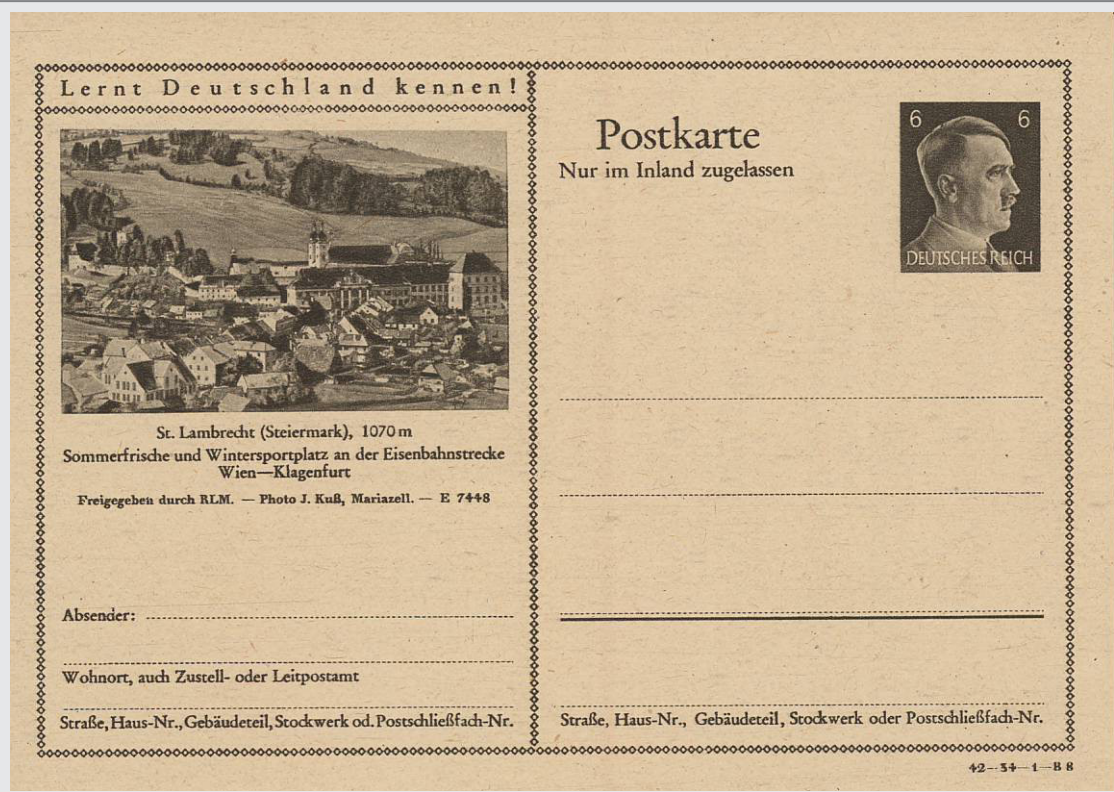 Lernt Deutschland kennen!
St. Lambrecht (Steiermark), 1070 m
Sommerfrische und Wintersportplatz an der Eisenbahnstrecke
Wien—Klagenfurt
Freigegeben durch RLM. — Photo J. Kuß, Mariazell. — E 7448
Absender:
Wohnort, auch Zustell- oder Leitpostamt
Straße, Haus-Nr., Gebäudeteil, Stockwerk od. Postschließfach-Nr.
Postkarte
Nur im Inland zugelassen
6 6
DEUTSCHES REICH
Straße, Haus-Nr., Gebäudeteil, Stockwerk oder Postschließfach-Nr.
42--34—1—B 8